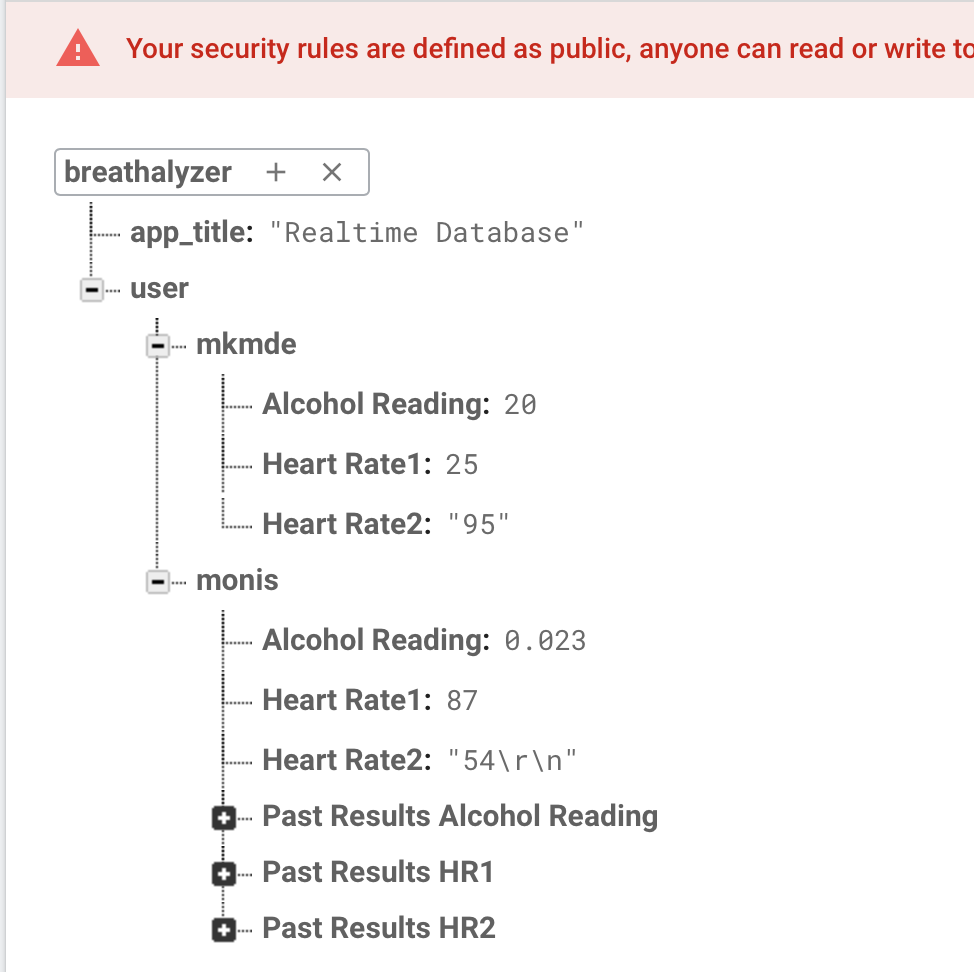 Your security rules are defined as public, anyone can read or write to
breathalyzer + ×
app_title: "Realtime Database"
user
mkmde
Alcohol Reading: 20
Heart Rate1: 25
Heart Rate2: "95"
monis
Alcohol Reading: 0.023
Heart Rate1: 87
Heart Rate2: "54\r\n"
Past Results Alcohol Reading
Past Results HR1
Past Results HR2